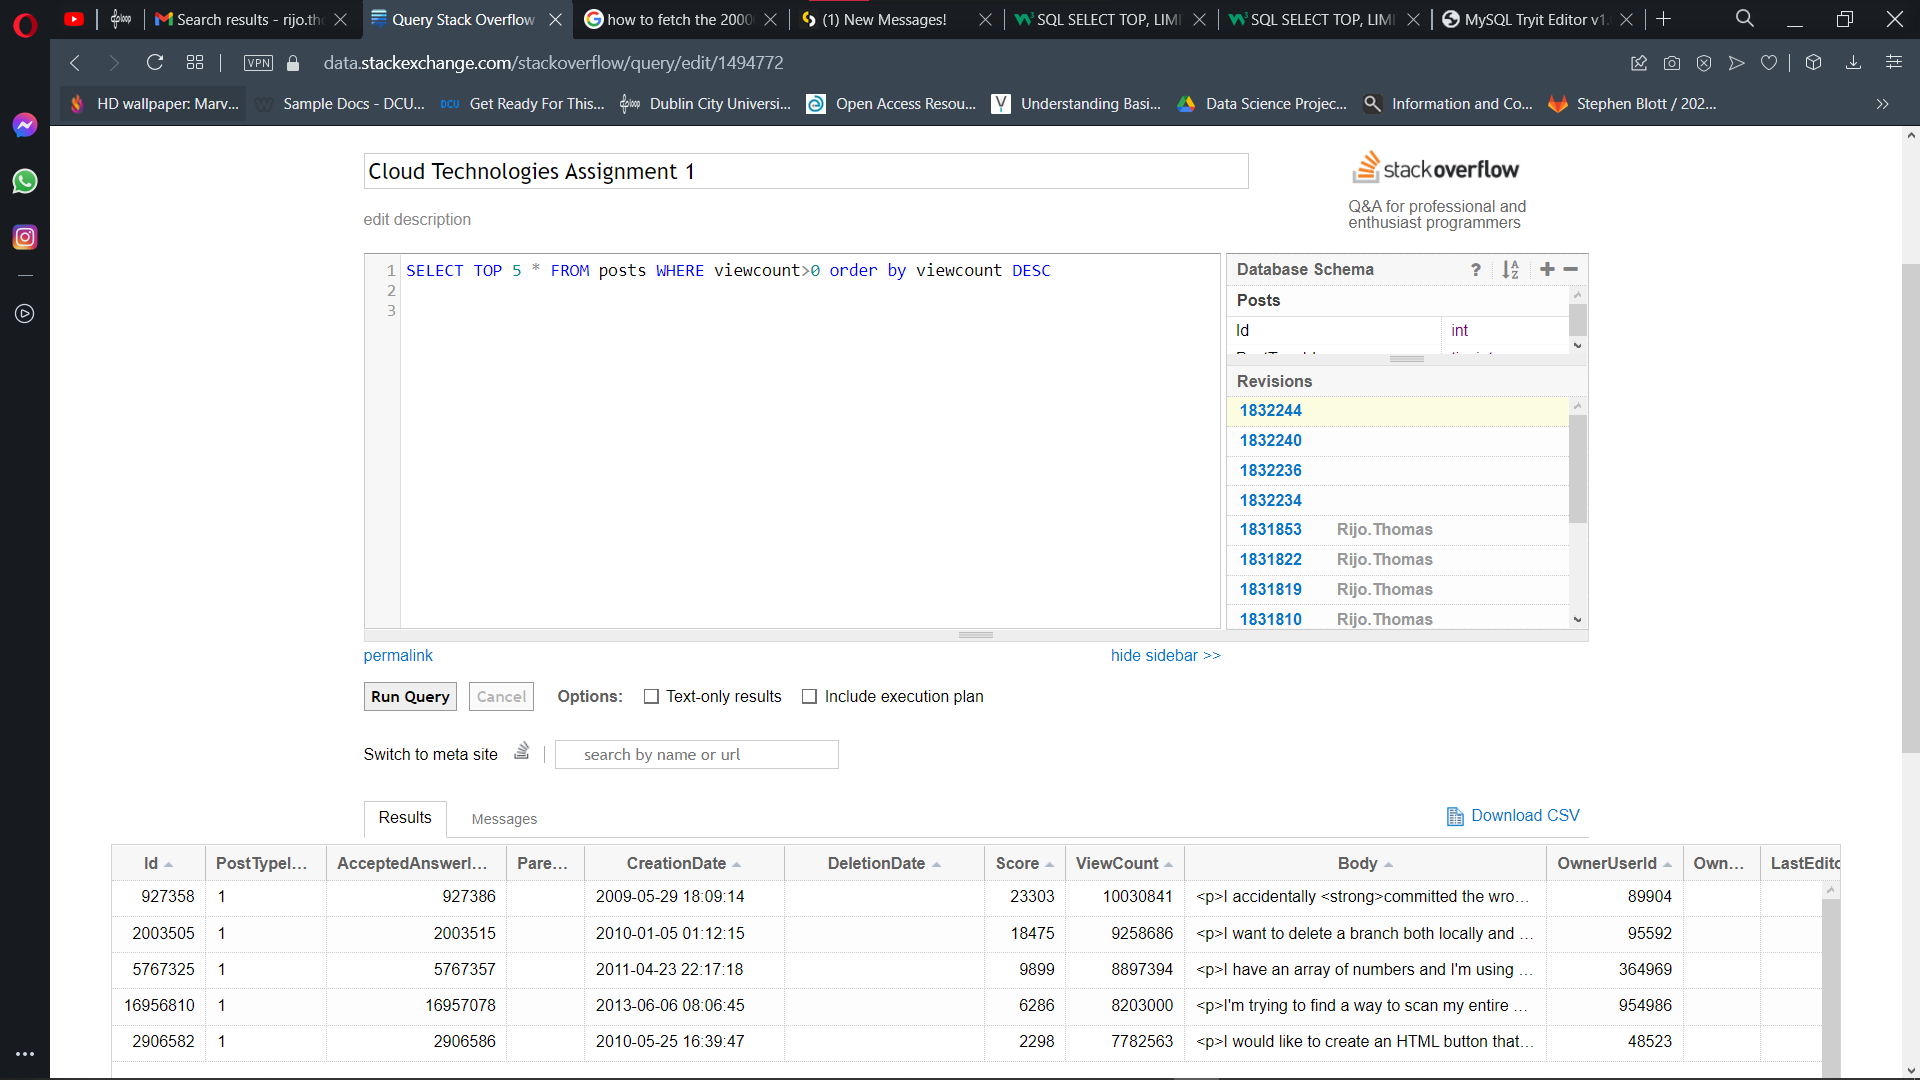 Search results - rijo.th
Query Stack Overflow
how to fetch the 2000
(1) New Messages!
SQL SELECT TOP, LIMI
SQL SELECT TOP, LIMI
MySQL Tryit Editor v1.
VPN
data.stackexchange.com/stackoverflow/query/edit/1494772
HD wallpaper: Marv...
Sample Docs - DCU...
DCU Get Ready For This...
Dublin City Universi...
Open Access Resou...
Understanding Basi...
Data Science Projec...
Information and Co...
Stephen Blott / 202...
Cloud Technologies Assignment 1
stackoverflow
Q&A for professional and
enthusiast programmers
edit description
1 SELECT TOP 5 * FROM posts WHERE viewcount>0 order by viewcount DESC
2
3
Database Schema ?
Posts
Id int
Revisions
1832244
1832240
1832236
1832234
1831853 Rijo.Thomas
1831822 Rijo.Thomas
1831819 Rijo.Thomas
1831810 Rijo.Thomas
permalink
hide sidebar >>
Run Query Cancel Options: Text-only results Include execution plan
Switch to meta site search by name or url
Results Messages
Download CSV
Id PostTypeI... AcceptedAnswerI... Pare... CreationDate DeletionDate Score ViewCount Body OwnerUserId Own... LastEdito
927358 1 927386 2009-05-29 18:09:14 23303 10030841 <p>I accidentally <strong>committed the wro... 89904
2003505 1 2003515 2010-01-05 01:12:15 18475 9258686 <p>I want to delete a branch both locally and ... 95592
5767325 1 5767357 2011-04-23 22:17:18 9899 8897394 <p>I have an array of numbers and I'm using ... 364969
16956810 1 16957078 2013-06-06 08:06:45 6286 8203000 <p>I'm trying to find a way to scan my entire ... 954986
2906582 1 2906586 2010-05-25 16:39:47 2298 7782563 <p>I would like to create an HTML button that... 48523